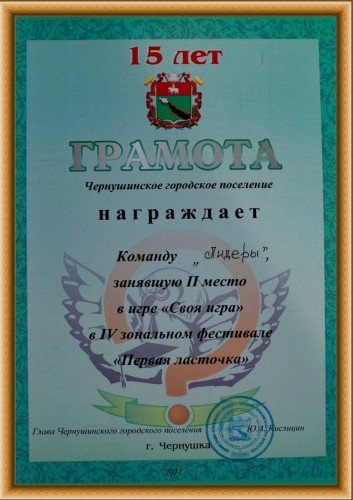 15 лет
ГРАМОТА
Чернушинское городское поселение
награждает
Команду „Лидеры",
занявшую II место
в игре «Своя игра»
в IV зональном фестивале
«Первая ласточка»
Глава Чернушинского городского поселения Ю.А.Кислицин
г. Чернушка